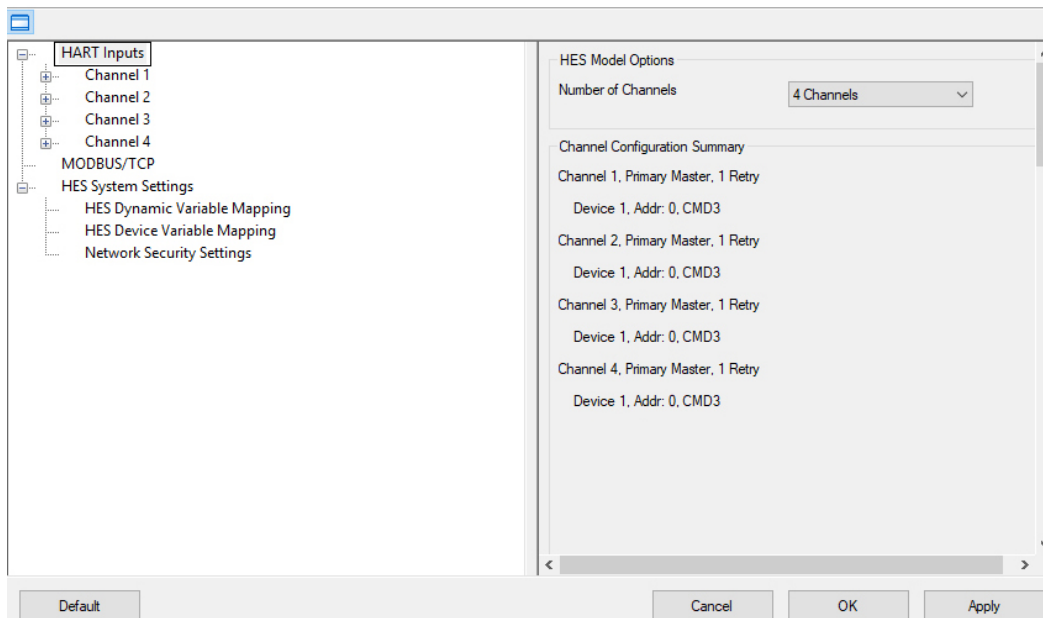 HART Inputs
Channel 1
Channel 2
Channel 3
Channel 4
MODBUS/TCP
HES System Settings
HES Dynamic Variable Mapping
HES Device Variable Mapping
Network Security Settings
HES Model Options
Number of Channels
4 Channels
Channel Configuration Summary
Channel 1, Primary Master, 1 Retry
Device 1, Addr: 0, CMD3
Channel 2, Primary Master, 1 Retry
Device 1, Addr: 0, CMD3
Channel 3, Primary Master, 1 Retry
Device 1, Addr: 0, CMD3
Channel 4, Primary Master, 1 Retry
Device 1, Addr: 0, CMD3
Default
Cancel
OK
Apply